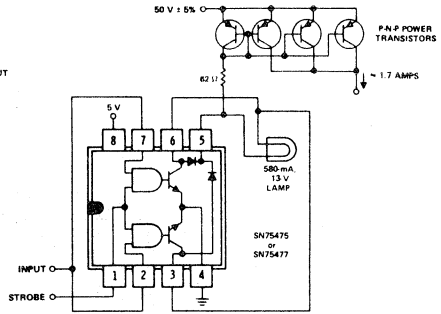 50 V ± 5%
P-N-P POWER
TRANSISTORS
UT
62 Ω
≈ 1.7 AMPS
5 V
8 7 6 5
580-mA,
13-V
LAMP
SN75475
or
SN75477
INPUT
1 2 3 4
STROBE